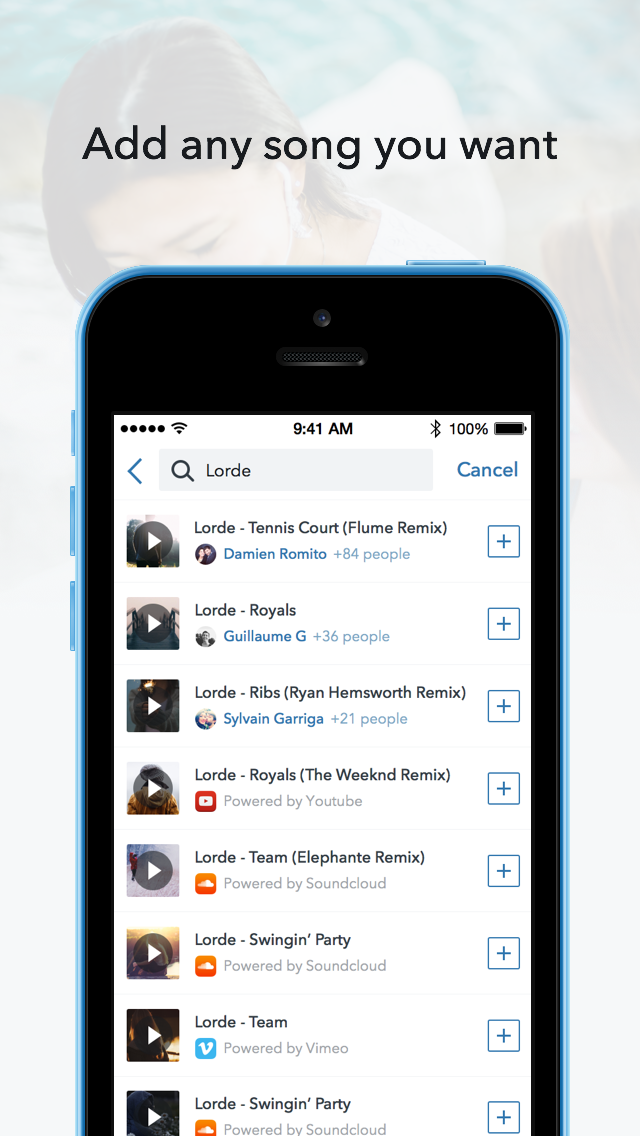 Add any song you want
9:41 AM 100%
Lorde Cancel
Lorde - Tennis Court (Flume Remix)
Damien Romito +84 people
Lorde - Royals
Guillaume G +36 people
Lorde - Ribs (Ryan Hemsworth Remix)
Sylvain Garriga +21 people
Lorde - Royals (The Weeknd Remix)
Powered by Youtube
Lorde - Team (Elephante Remix)
Powered by Soundcloud
Lorde - Swingin’ Party
Powered by Soundcloud
Lorde - Team
Powered by Vimeo
Lorde - Swingin’ Party
Powered by Soundcloud